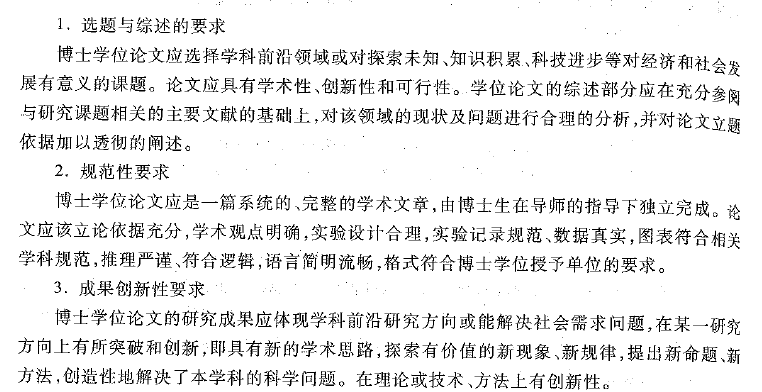 1. 选题与综述的要求
博士学位论文应选择学科前沿领域或对探索未知、知识积累、科技进步等对经济和社会发
展有意义的课题。论文应具有学术性、创新性和可行性。学位论文的综述部分应在充分参阅
与研究课题相关的主要文献的基础上,对该领域的现状及问题进行合理的分析,并对论文立题
依据加以透彻的阐述。
2. 规范性要求
博士学位论文应是一篇系统的、完整的学术文章,由博士生在导师的指导下独立完成。论
文应该立论依据充分,学术观点明确,实验设计合理,实验记录规范、数据真实,图表符合相关
学科规范,推理严谨、符合逻辑,语言简明流畅,格式符合博士学位授予单位的要求。
3. 成果创新性要求
博士学位论文的研究成果应体现学科前沿研究方向或能解决社会需求问题,在某一研究
方向上有所突破和创新,即具有新的学术思路,探索有价值的新现象、新规律,提出新命题、新
方法,创造性地解决了本学科的科学问题。在理论或技术、方法上有创新性。